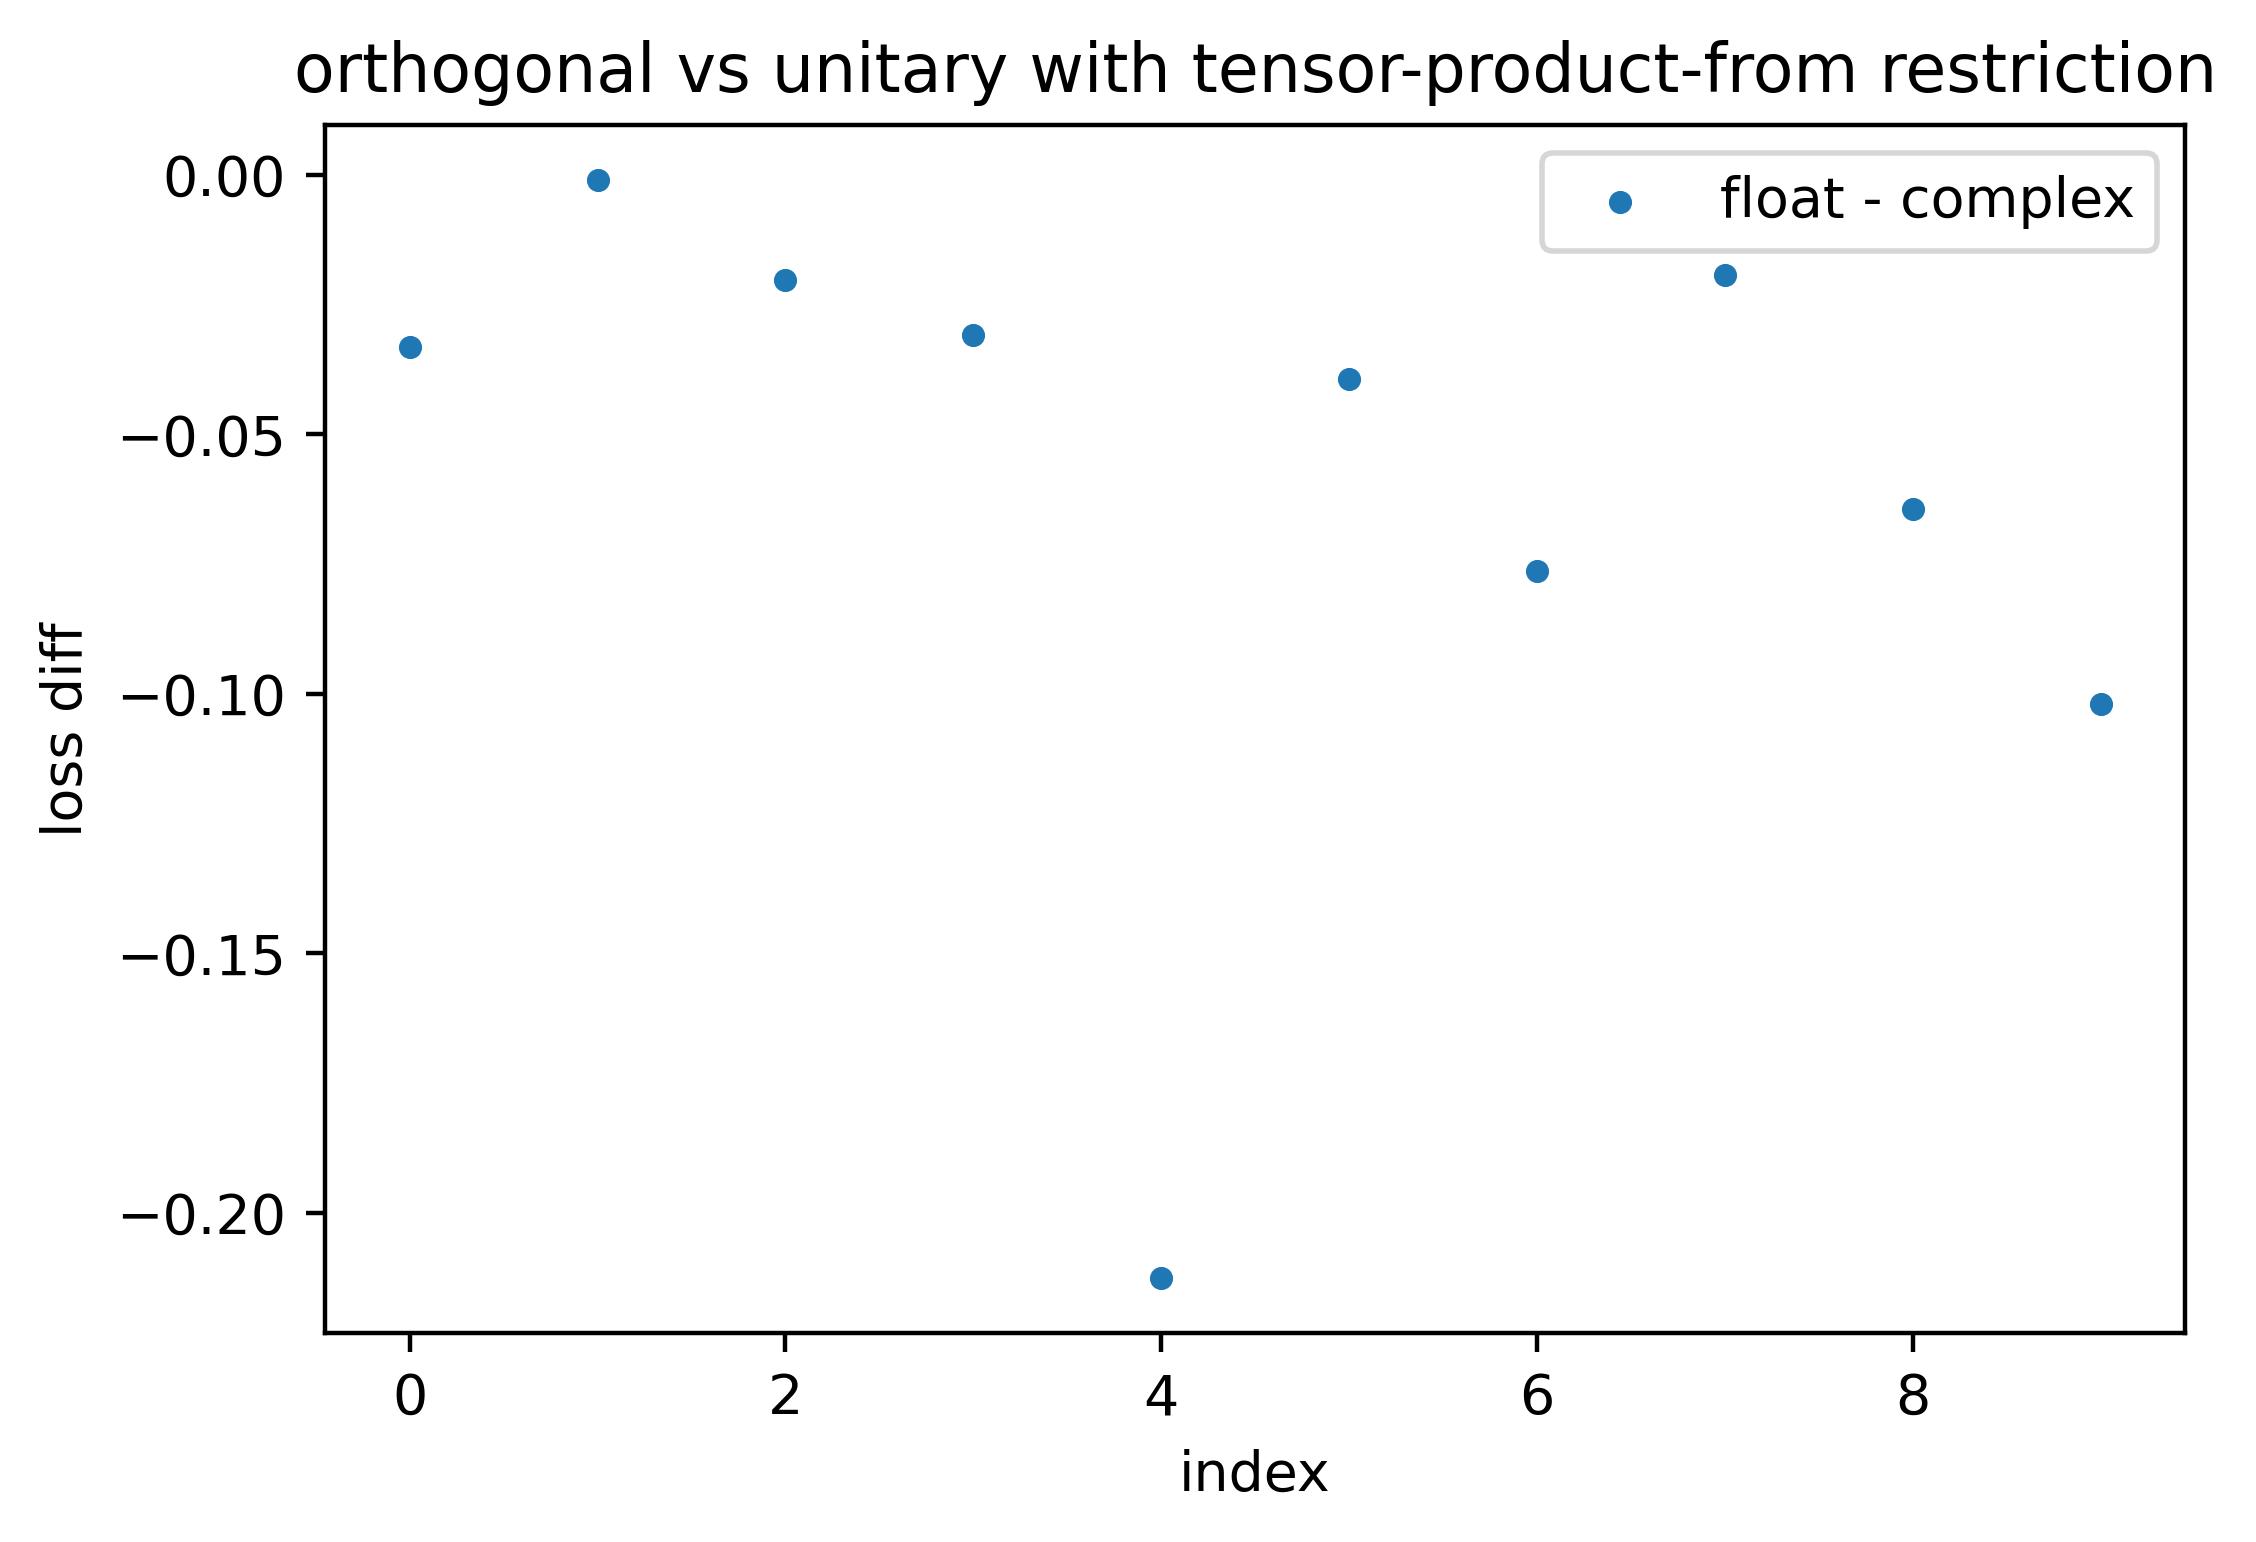 orthogonal vs unitary with tensor-product-from restriction
float - complex
0.00
−0.05
−0.10
−0.15
−0.20
loss diff
0 2 4 6 8
index